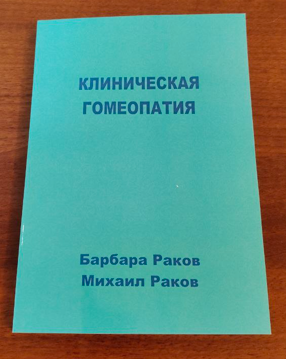 КЛИНИЧЕСКАЯ
ГОМЕОПАТИЯ
Барбара Раков
Михаил Раков